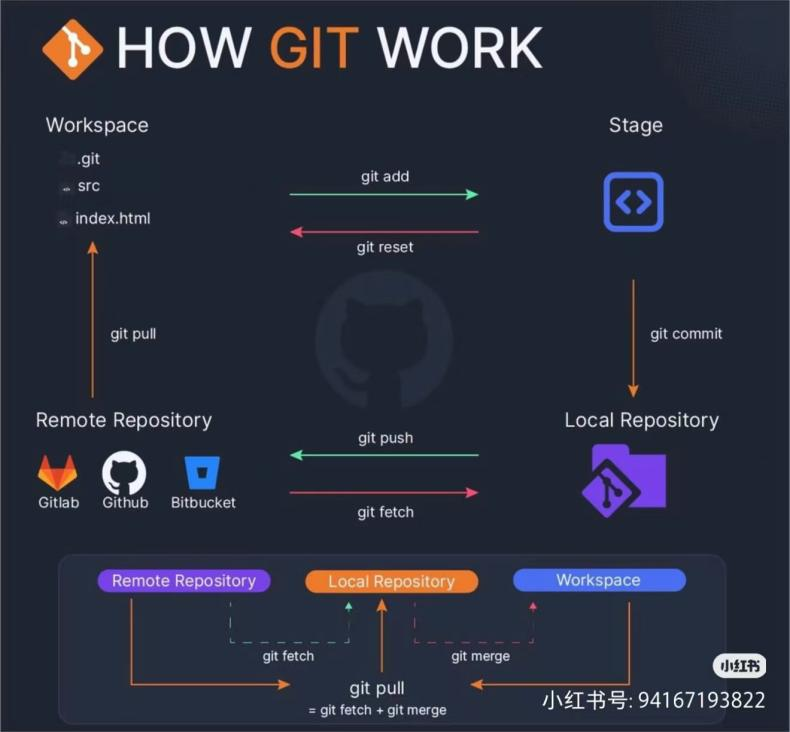 HOW GIT WORK
Workspace
Stage
.git
src
index.html
git add
git reset
git pull
git commit
Remote Repository
Local Repository
Gitlab
Github
Bitbucket
git push
git fetch
Remote Repository
Local Repository
Workspace
git fetch
git merge
git pull
= git fetch + git merge
小红书
小红书号: 94167193822